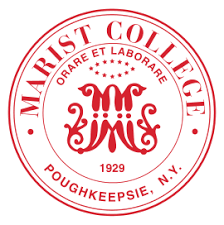 · MARIST COLLEGE ·
ORARE ET LABORARE
1929
POUGHKEEPSIE, N.Y.